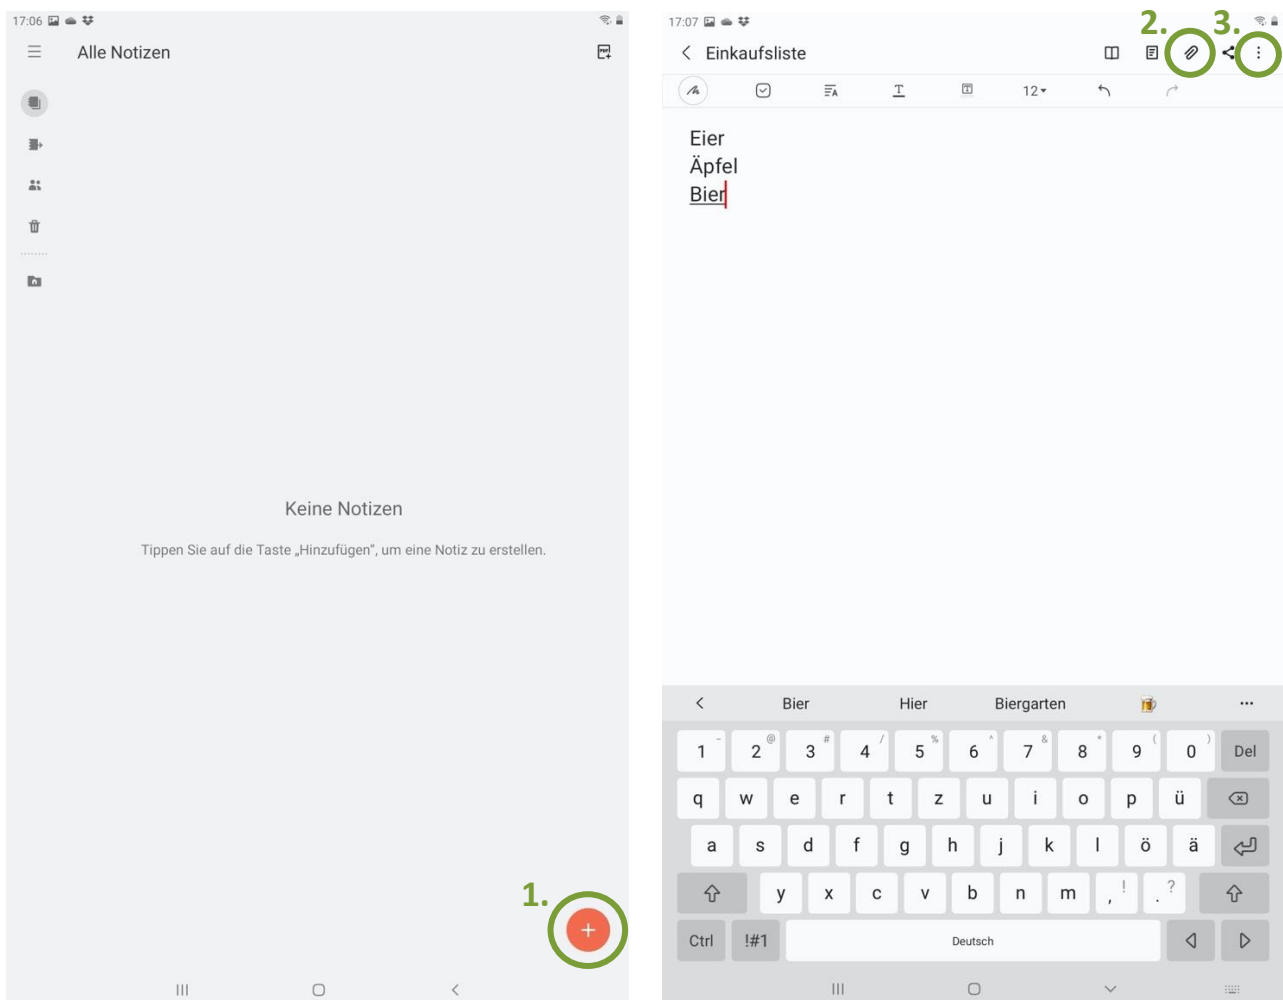 17:06
Alle Notizen
PDF
Keine Notizen
Tippen Sie auf die Taste „Hinzufügen“, um eine Notiz zu erstellen.
1.
17:07
2.
3.
Einkaufsliste
A
T
T
12
Eier
Äpfel
Bier
Bier Hier Biergarten
1 - 2 @ 3 # 4 / 5 % 6 ^ 7 & 8 * 9 ( 0 ) Del
q w e r t z u i o p ü
a s d f g h j k l ö ä
y x c v b n m , ! . ?
Ctrl !#1 Deutsch